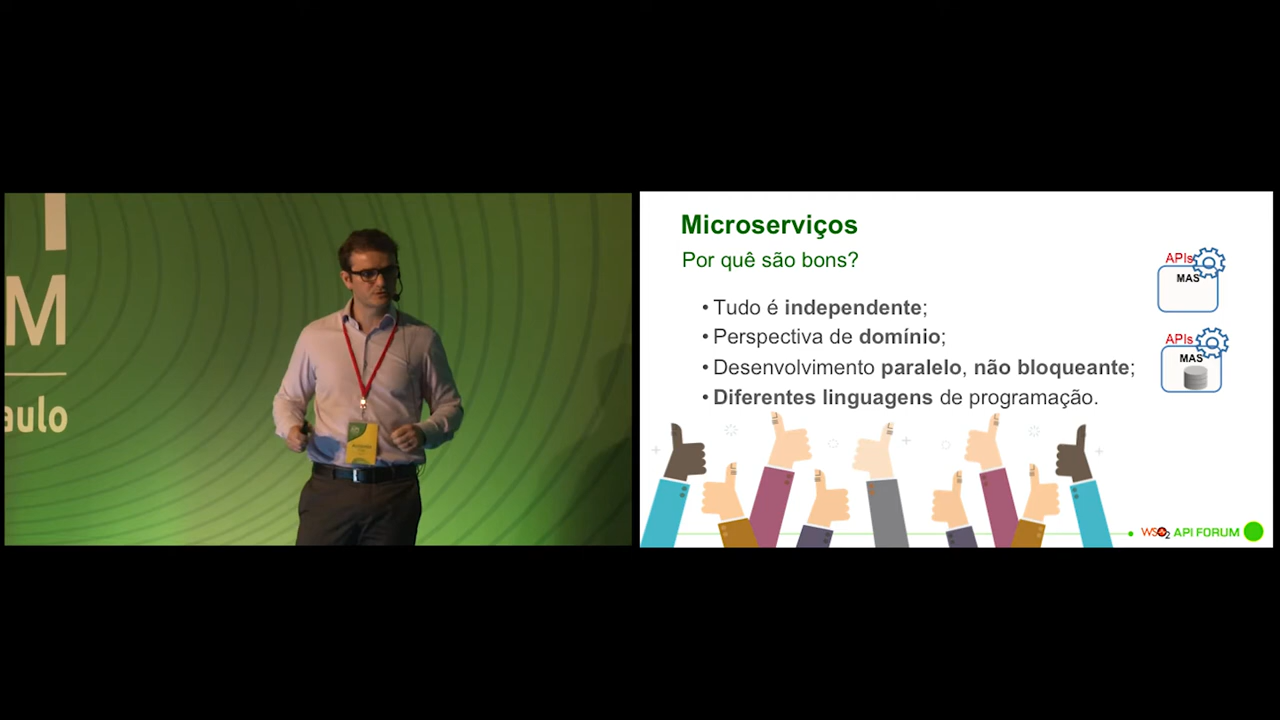 M
aulo
Microserviços
Por quê são bons?
• Tudo é independente;
• Perspectiva de domínio;
• Desenvolvimento paralelo, não bloqueante;
• Diferentes linguagens de programação.
APIs
MAS
APIs
MAS
WSO2 API FORUM